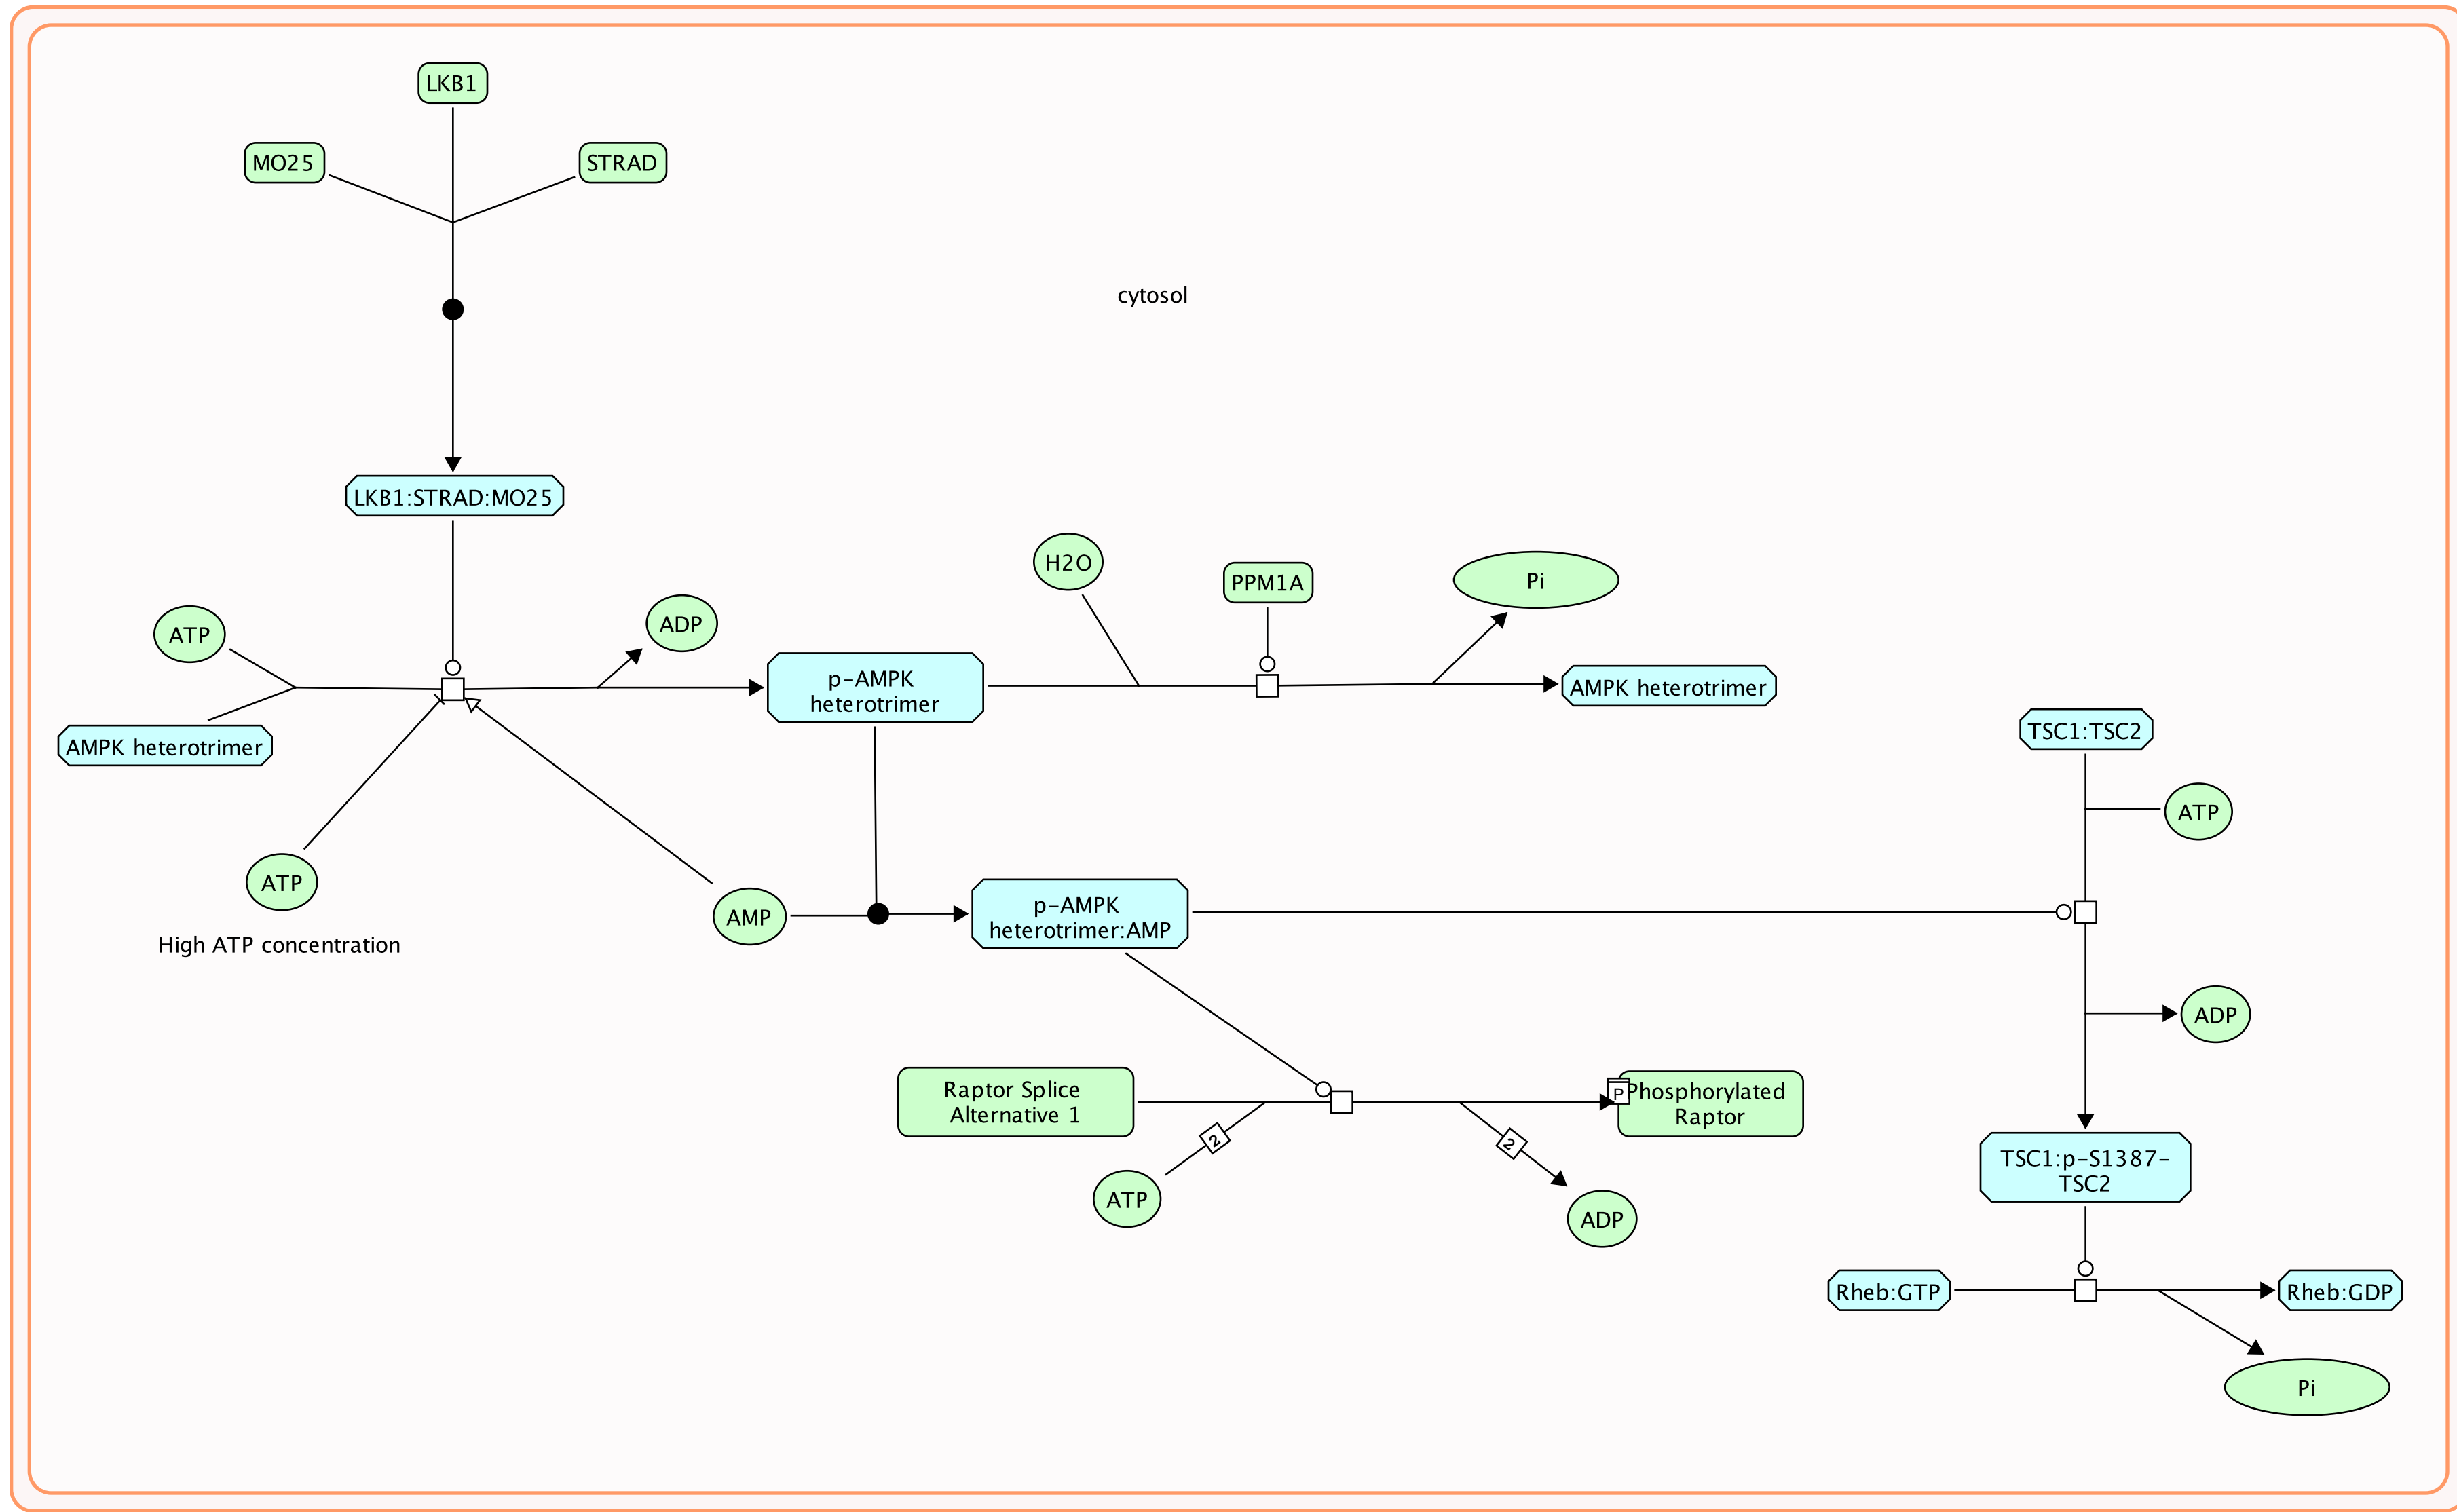 LKB1
MO25
STRAD
cytosol
LKB1:STRAD:MO25
H2O
PPM1A
Pi
ATP
ADP
p-AMPK
heterotrimer
AMPK heterotrimer
AMPK heterotrimer
TSC1:TSC2
ATP
ATP
AMP
p-AMPK
heterotrimer:AMP
High ATP concentration
ADP
Raptor Splice
Alternative 1
2
2
P
Phosphorylated
Raptor
ATP
ADP
TSC1:p-S1387-
TSC2
Rheb:GTP
Rheb:GDP
Pi